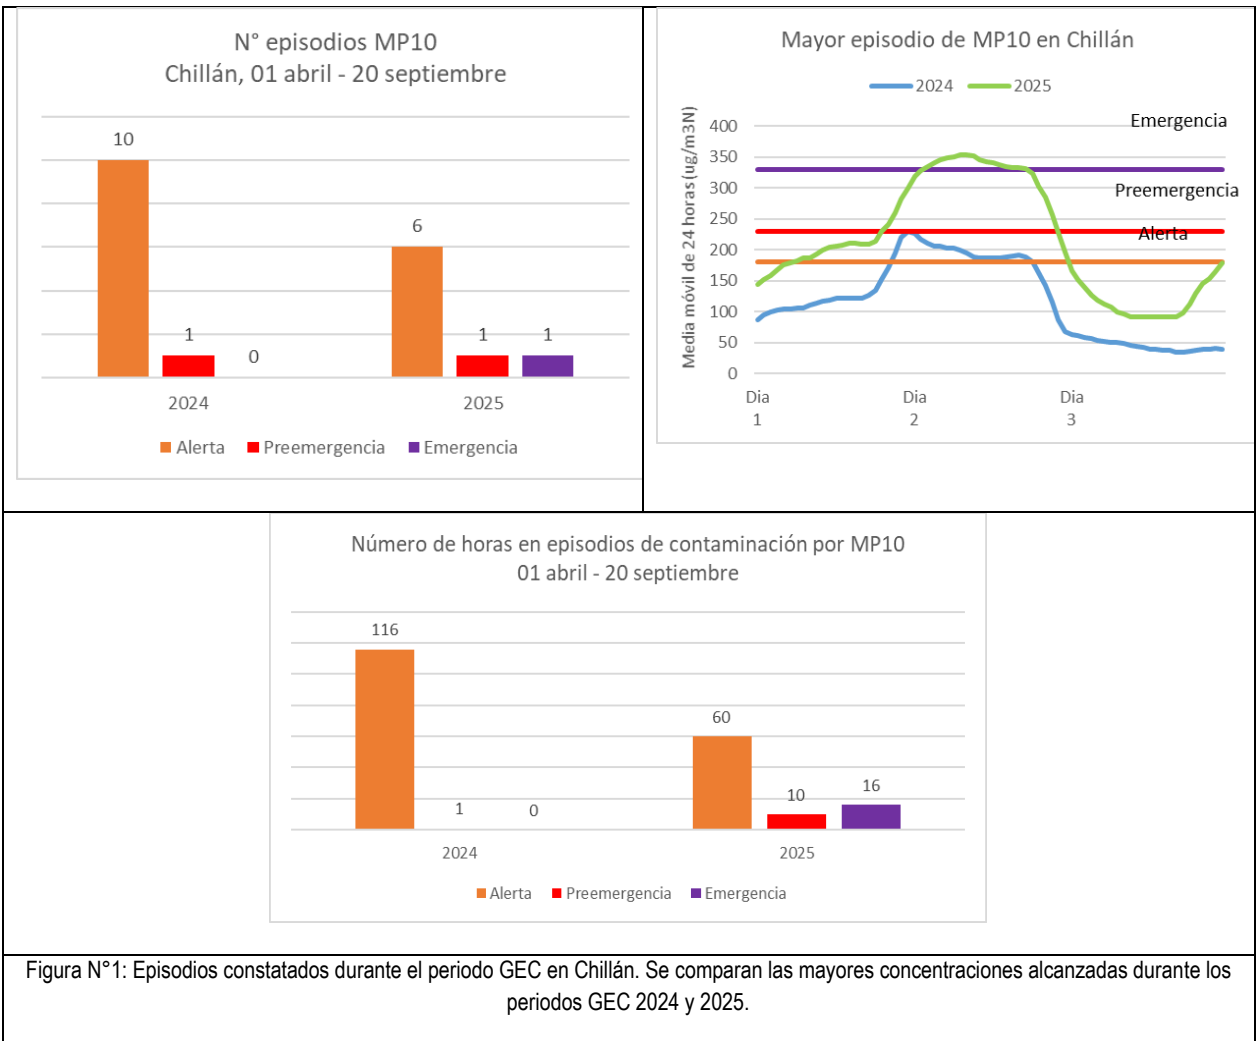 N° episodios MP10
Chillán, 01 abril - 20 septiembre
10
1
0
6
1
1
2024
2025
Alerta
Preemergencia
Emergencia
Mayor episodio de MP10 en Chillán
2024
2025
Media móvil de 24 horas(ug/m3N)
400
350
300
250
200
150
100
50
0
Emergencia
Preemergencia
Alerta
Dia
1
Dia
2
Dia
3
Número de horas en episodios de contaminación por MP10
01 abril - 20 septiembre
116
1
0
60
10
16
2024
2025
Alerta
Preemergencia
Emergencia
Figura N°1: Episodios constatados durante el periodo GEC en Chillán. Se comparan las mayores concentraciones alcanzadas durante los
periodos GEC 2024 y 2025.